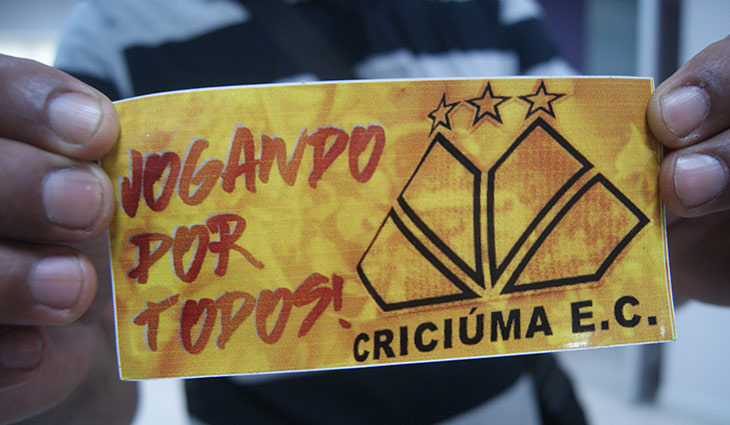 JOGANDO
POR
TODOS!
CRICIÚMA E.C.